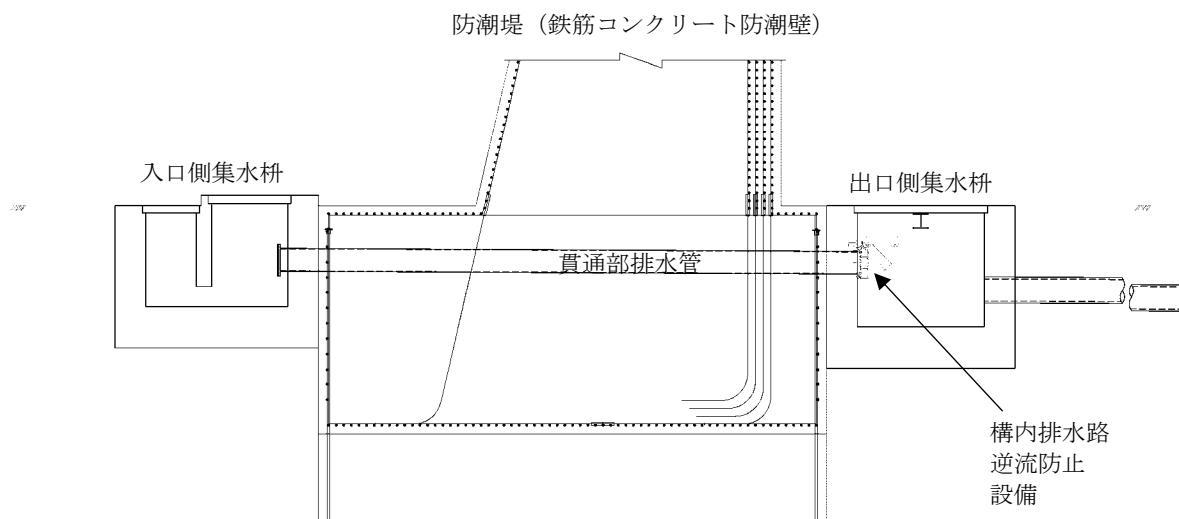 防潮堤（鉄筋コンクリート防潮壁）
入口側集水枡
出口側集水枡
貫通部排水管
構内排水路
逆流防止
設備